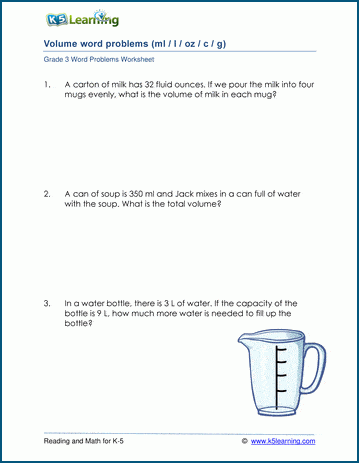 K5 Learning
Volume word problems (ml / l / oz / c / g)
Grade 3 Word Problems Worksheet
1. A carton of milk has 32 fluid ounces. If we pour the milk into four
mugs evenly, what is the volume of milk in each mug?
2. A can of soup is 350 ml and Jack mixes in a can full of water
with the soup. What is the total volume?
3. In a water bottle, there is 3 L of water. If the capacity of the
bottle is 9 L, how much more water is needed to fill up the
bottle?
Reading and Math for K-5 © www.k5learning.com